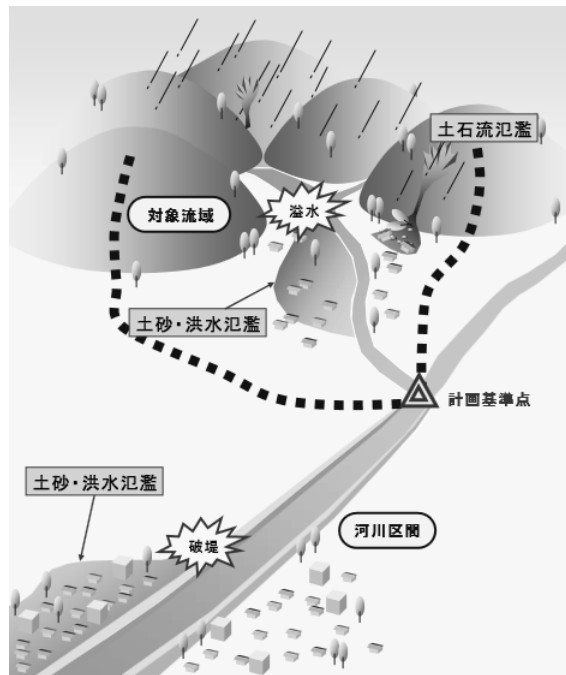 土石流氾濫
対象流域
溢水
土砂・洪水氾濫
計画基準点
土砂・洪水氾濫
河川区間
破堤